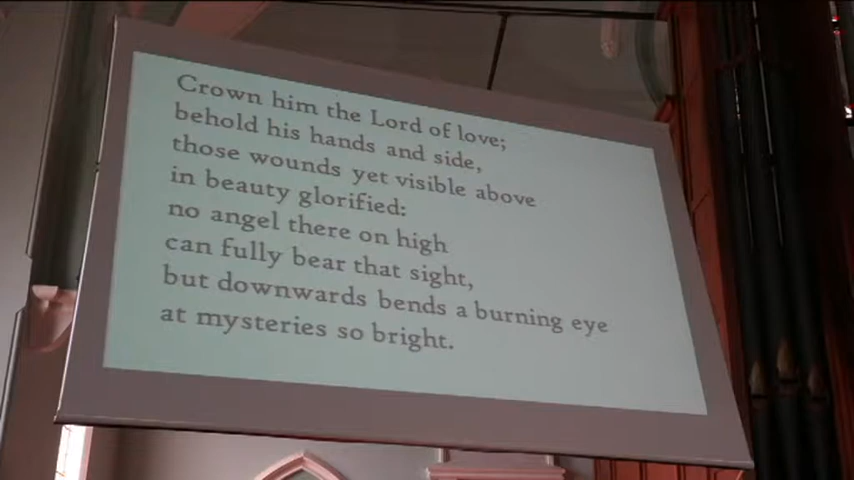 Crown him the Lord of love;
behold his hands and side,
those wounds yet visible above
in beauty glorified:
no angel there on high
can fully bear that sight,
but downwards bends a burning eye
at mysteries so bright.